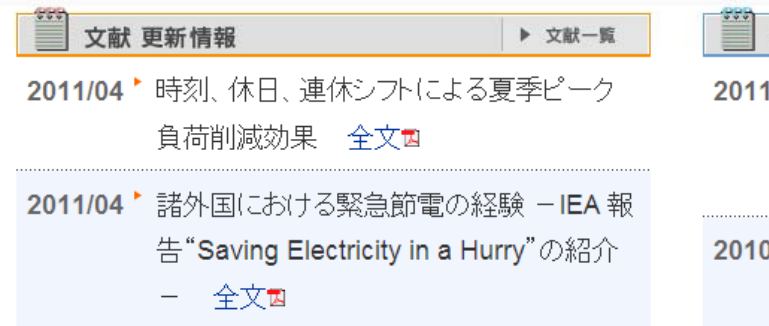 文献 更新情報
文献一覧
2011/04 時刻、休日、連休シフトによる夏季ピーク
負荷削減効果 全文
2011/04 諸外国における緊急節電の経験 －IEA 報
告“Saving Electricity in a Hurry”の紹介
－ 全文
2011
2010